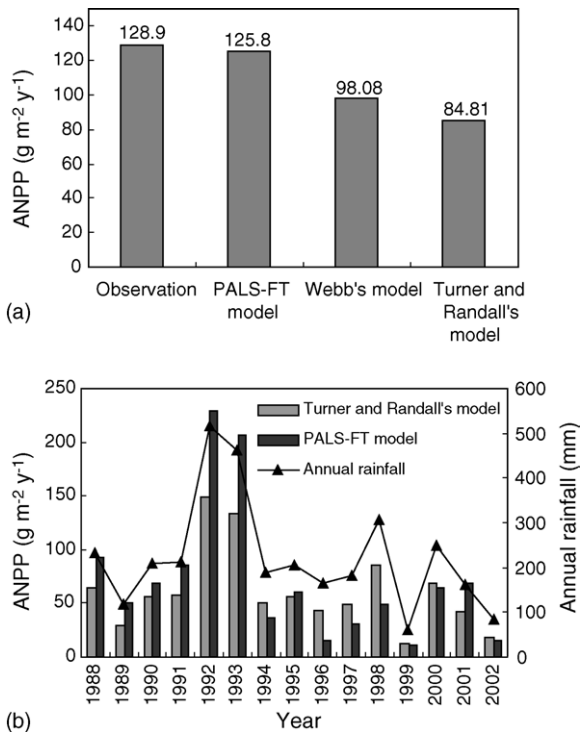 140
120
100
80
60
40
20
0
ANPP (g m-2 y-1)
128.9
125.8
98.08
84.81
Observation
PALS-FT
model
Webb's model
Turner and
Randall's
model
(a)
250
200
150
100
50
0
ANPP (g m-2 y-1)
Turner and Randall's model
PALS-FT model
Annual rainfall
600
500
400
300
200
100
0
Annual rainfall (mm)
1988
1989
1990
1991
1992
1993
1994
1995
1996
1997
1998
1999
2000
2001
2002
Year
(b)